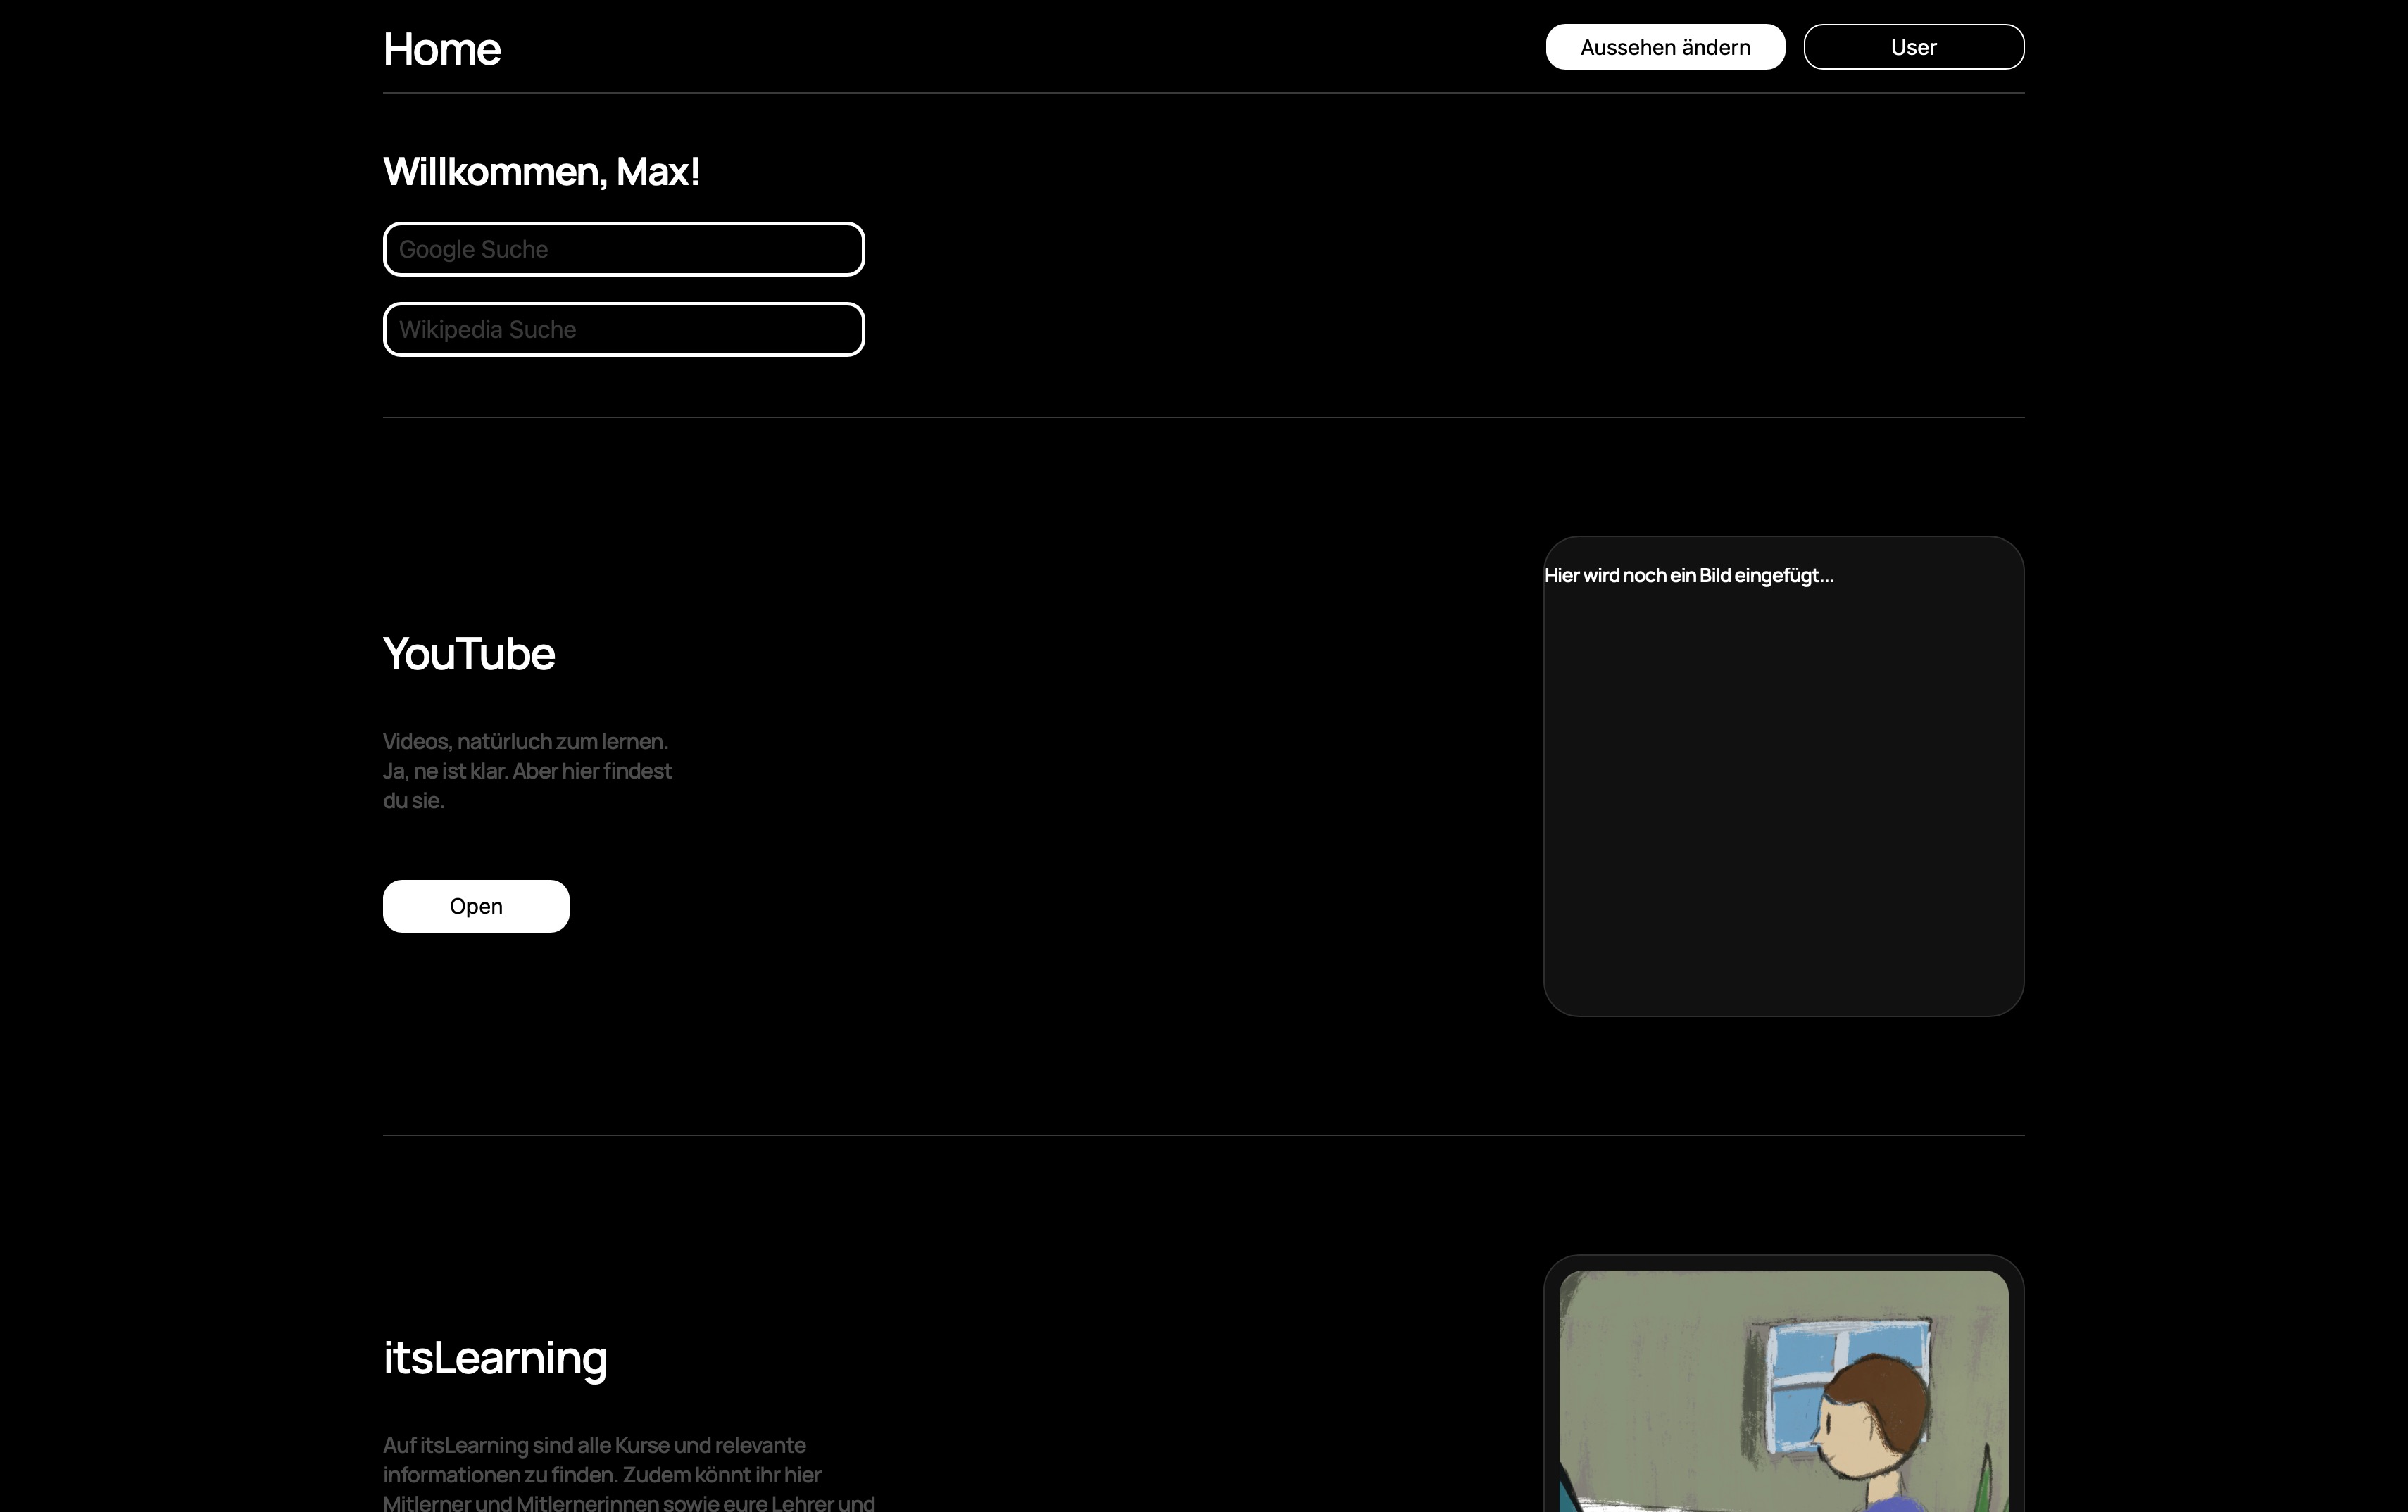 Home
Aussehen ändern
User
Willkommen, Max!
Google Suche
Wikipedia Suche
Hier wird noch ein Bild eingefügt...
YouTube
Videos, natürluch zum lernen.
Ja, ne ist klar. Aber hier findest
du sie.
Open
itsLearning
Auf itsLearning sind alle Kurse und relevante
informationen zu finden. Zudem könnt ihr hier
Mitlerner und Mitlernerinnen sowie eure Lehrer und